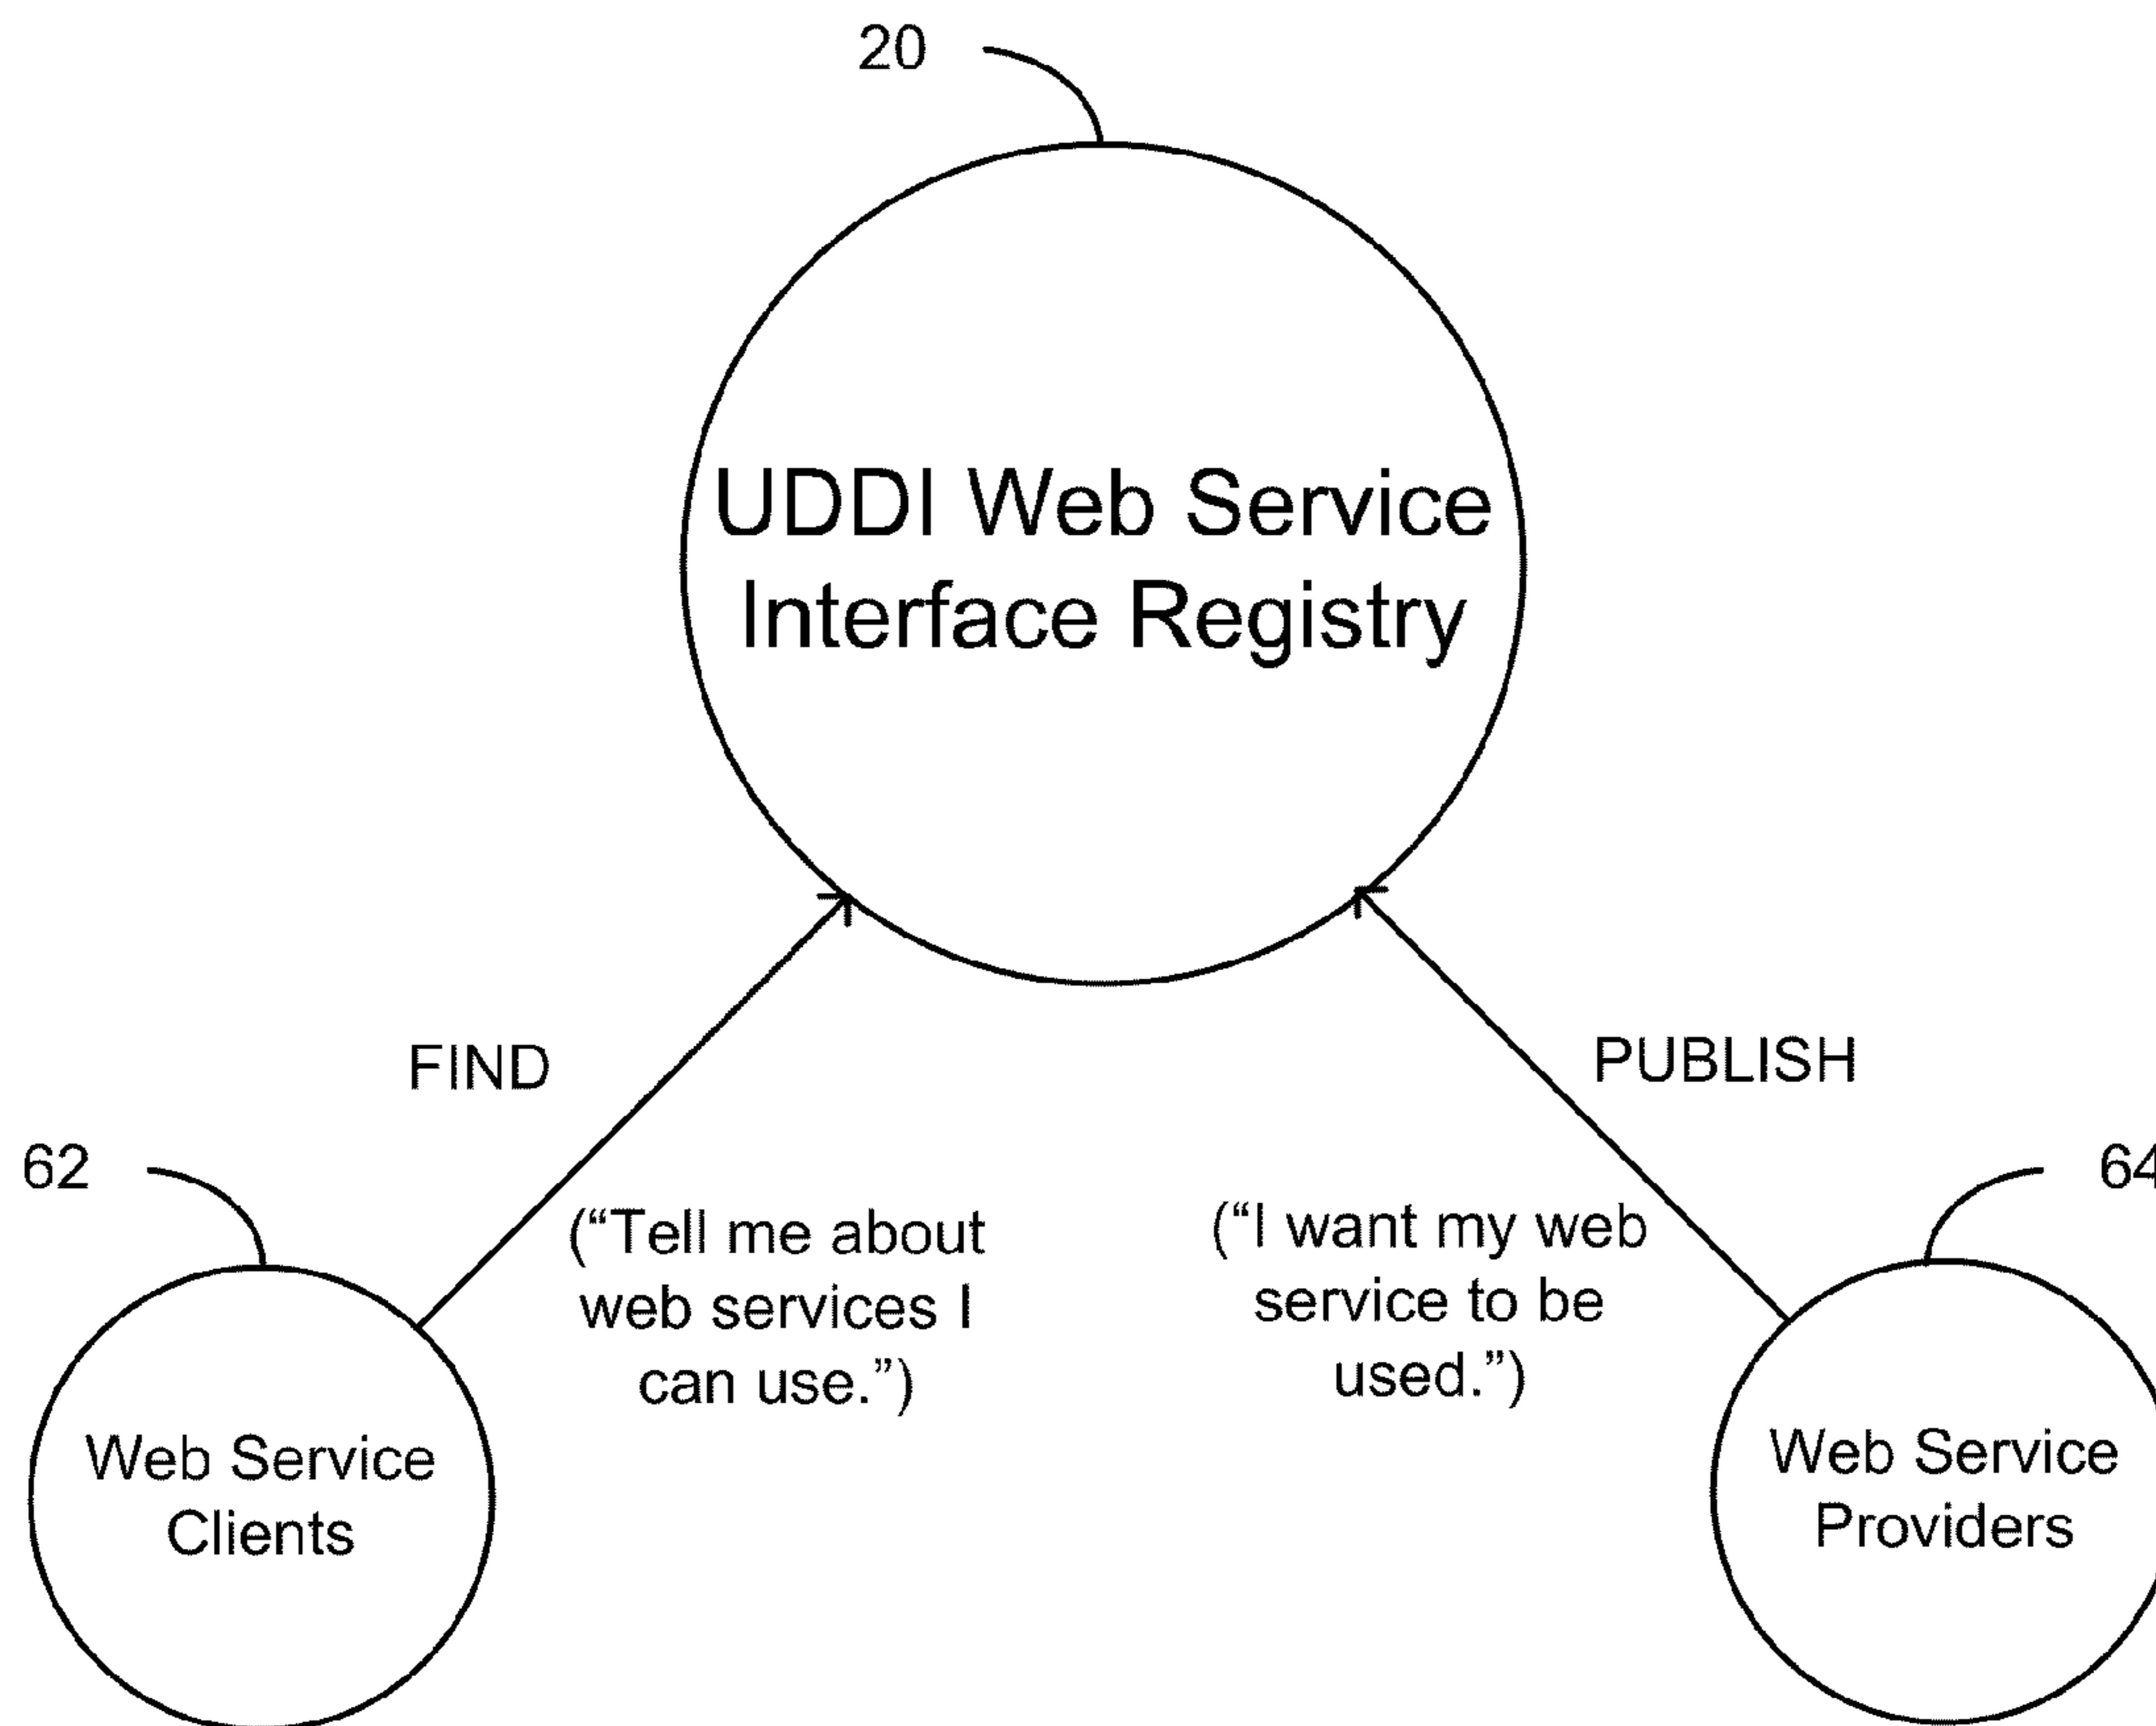 20
UDDI Web Service
Interface Registry
FIND
PUBLISH
62
64
("Tell me about
web services I
can use.")
("I want my web
service to be
used.")
Web Service
Clients
Web Service
Providers